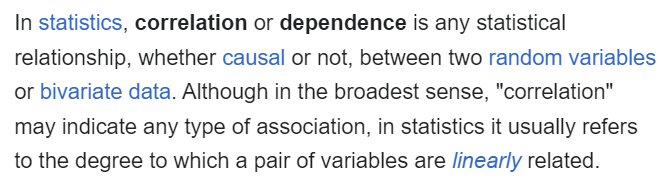 In statistics, correlation or dependence is any statistical
relationship, whether causal or not, between two random variables
or bivariate data. Although in the broadest sense, "correlation"
may indicate any type of association, in statistics it usually refers
to the degree to which a pair of variables are linearly related.